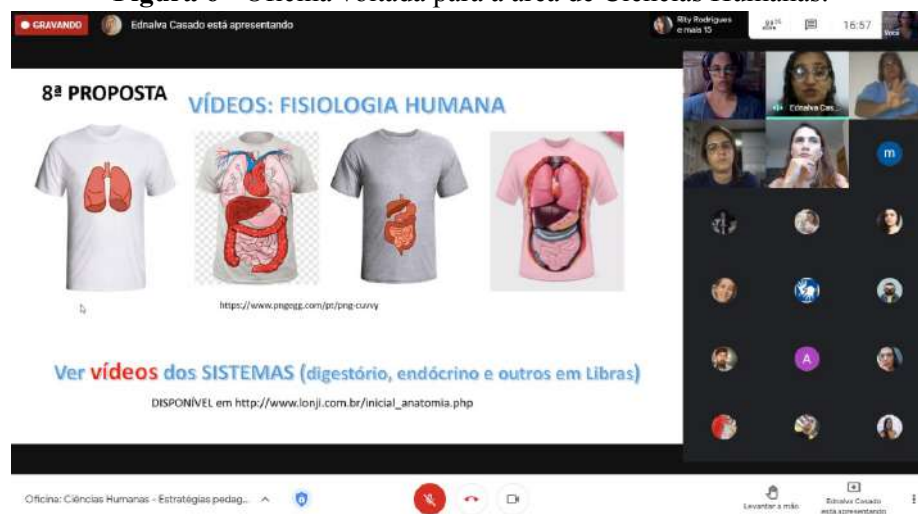 Figura 6 - Oficina voltada para a área de Ciências Humanas.
GRAVANDO
Ednalva Casado está apresentando
Rity Rodrigues
e mais 15
16:57
Você
8ª PROPOSTA
VÍDEOS: FISIOLOGIA HUMANA
https://www.pngegg.com/pt/png-cuvvy
Ver vídeos dos SISTEMAS (digestório, endócrino e outros em Libras)
DISPONÍVEL em http://www.lonji.com.br/inicial_anatomia.php
Ednalva Cas...
m
A
Oficina: Ciências Humanas - Estratégias pedag...
Levantar a mão
Ednalva Casado
está apresentando